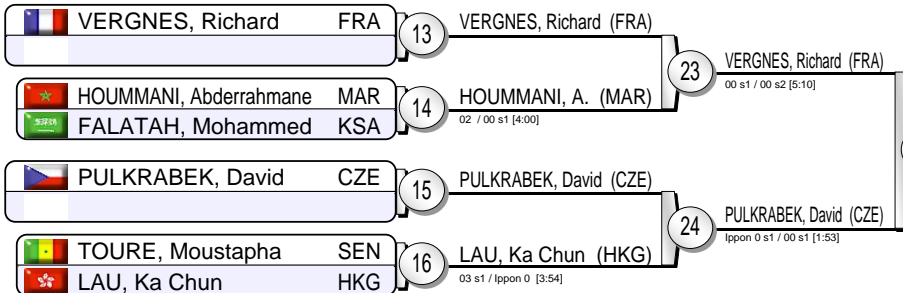 VERGNES, Richard FRA
13
VERGNES, Richard (FRA)
HOUMMANI, Abderrahmane MAR
FALATAH, Mohammed KSA
14
HOUMMANI, A. (MAR)
02 / 00 s1 [4:00]
23
VERGNES, Richard (FRA)
00 s1 / 00 s2 [5:10]
PULKRABEK, David CZE
15
PULKRABEK, David (CZE)
TOURE, Moustapha SEN
LAU, Ka Chun HKG
16
LAU, Ka Chun (HKG)
03 s1 / Ippon 0 [3:54]
24
PULKRABEK, David (CZE)
Ippon 0 s1 / 00 s1 [1:53]